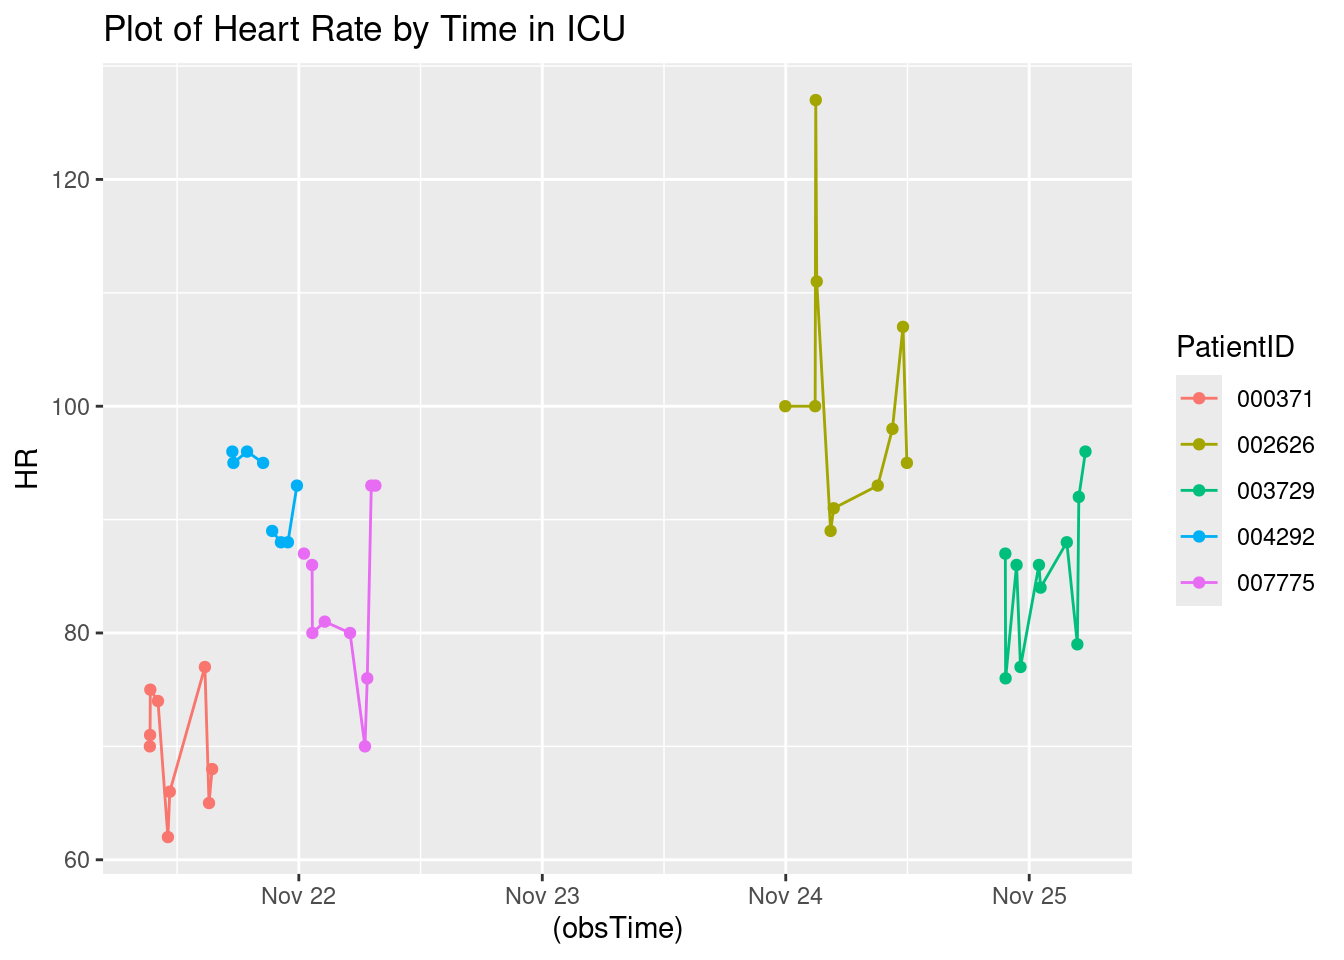 Plot of Heart Rate by Time in ICU
HR
120
100
80
60
Nov 22
Nov 23
Nov 24
Nov 25
(obsTime)
PatientID
000371
002626
003729
004292
007775